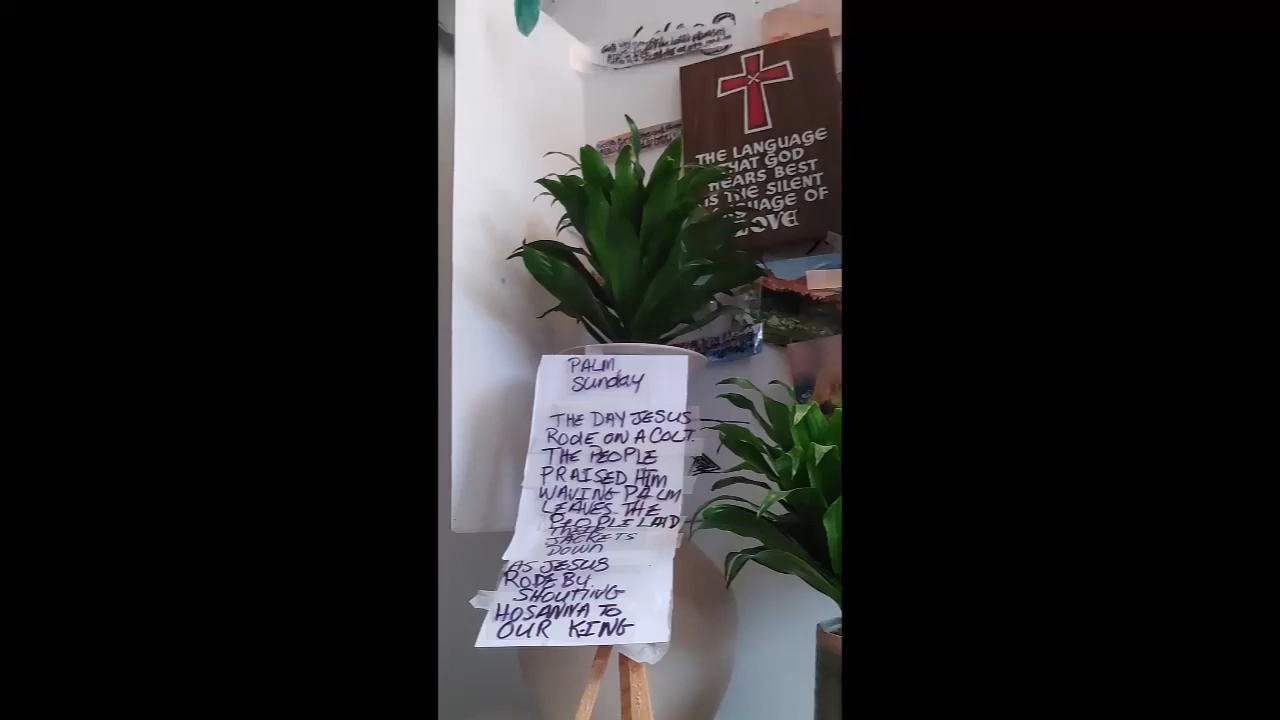 THE LANGUAGE
THAT GOD
HEARS BEST
IS THE SILENT
LANGUAGE OF
LOVE
PALM
Sunday
THE DAY JESUS
RODE ON A COLT.
THE PEOPLE
PRAISED HIM
WAVING PALM
LEAVES. THE
PEOPLE LAID
THEIR
JACKETS
DOWN
AS JESUS
RODE BY
SHOUTING
HOSANNA TO
OUR KING